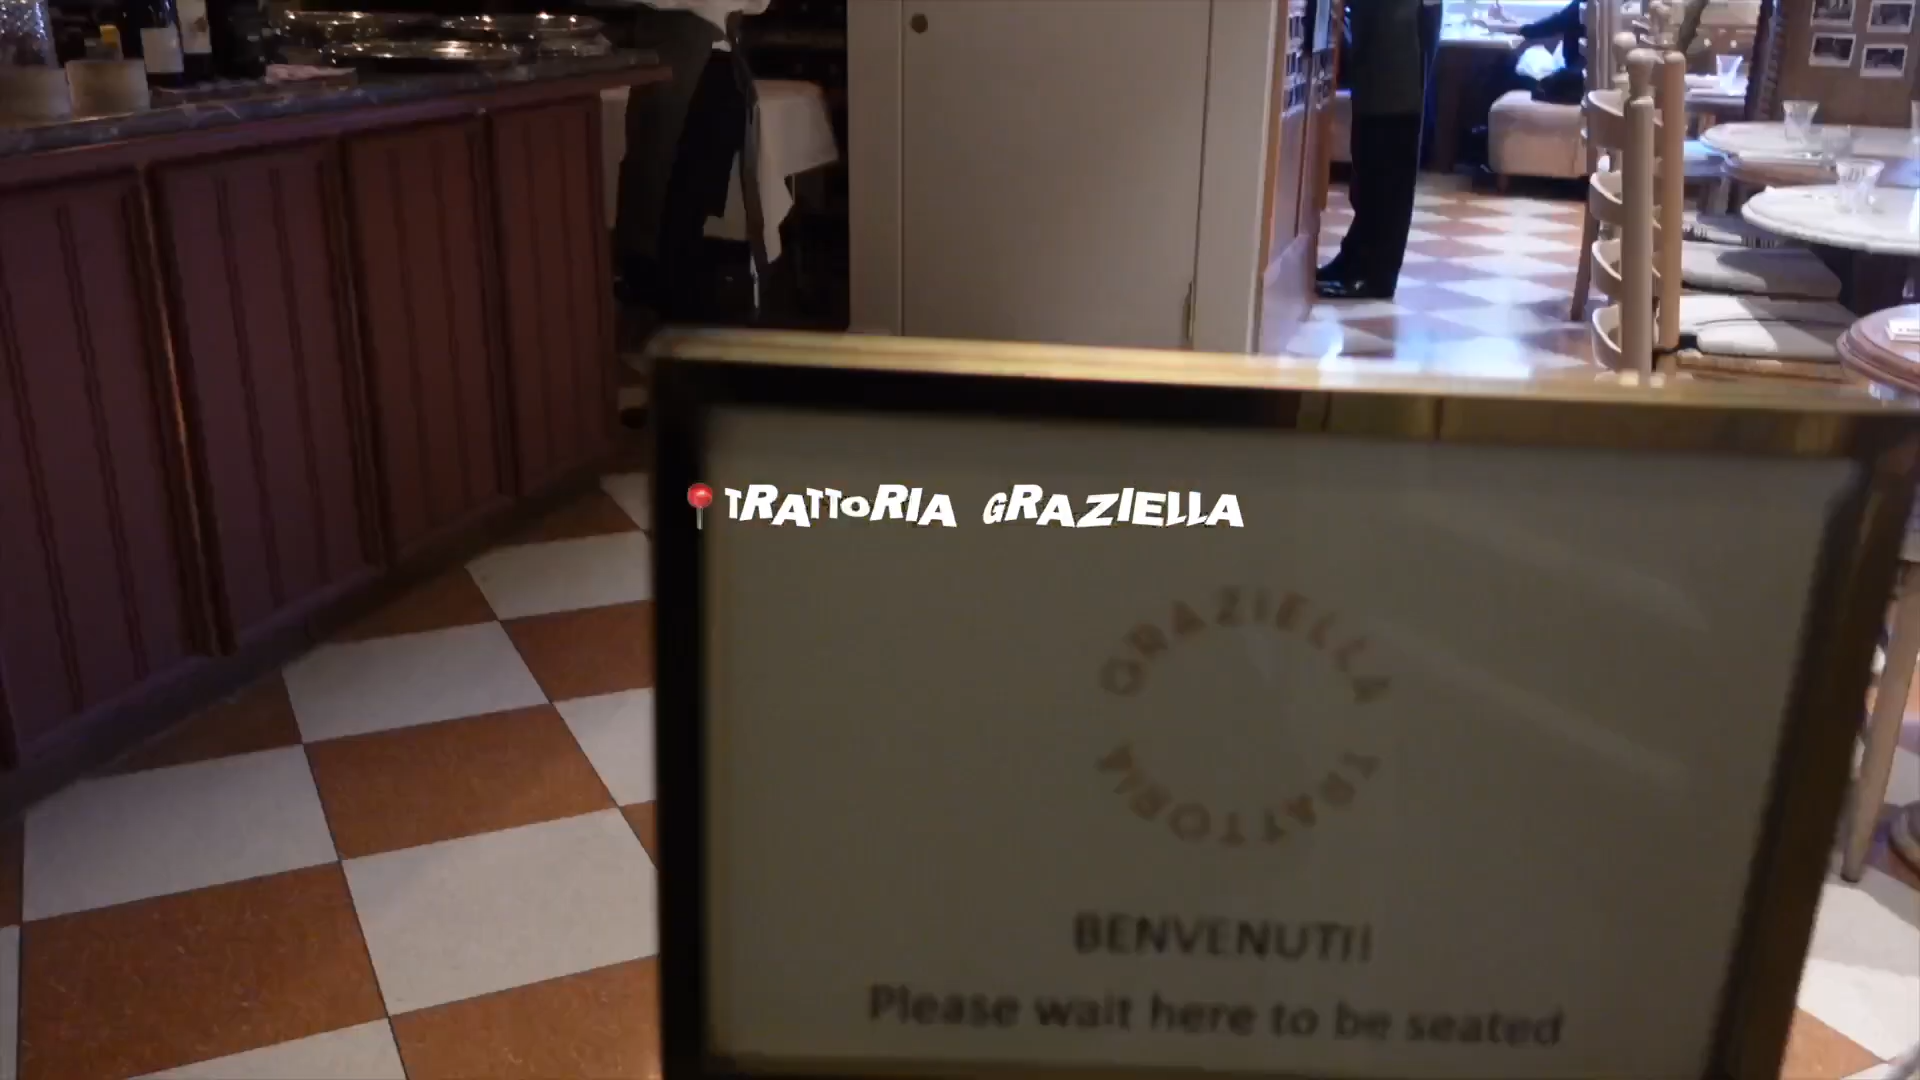 📍TRATTORIA GRAZIELLA
GRAZIELLA
TRATTORIA
BENVENUTI!
Please wait here to be seated